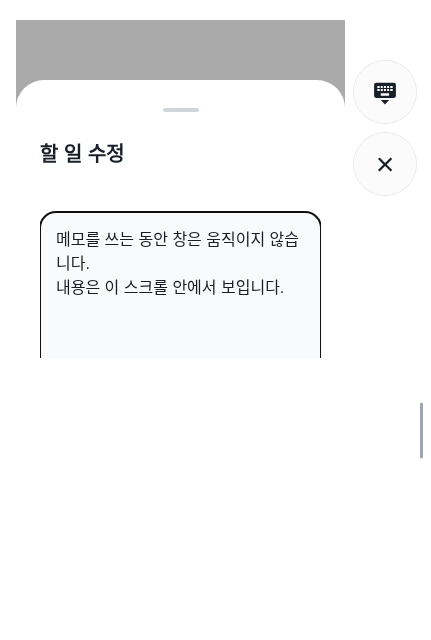 할 일 수정
메모를 쓰는 동안 창은 움직이지 않습
니다.
내용은 이 스크롤 안에서 보입니다.